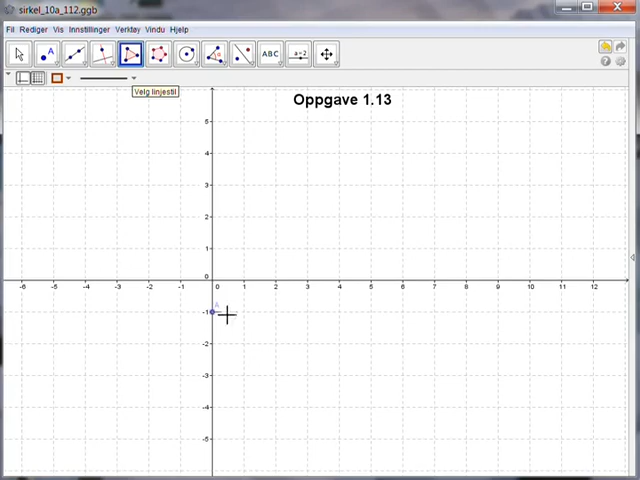 sirkel_10a_112.ggb
Fil Rediger Vis Innstillinger Verktøy Vindu Hjelp
A ABC a=2
Velg linjestil
Oppgave 1.13
5
4
3
2
1
0
-6 -5 -4 -3 -2 -1 0 1 2 3 4 5 6 7 8 9 10 11 12
A
-1
-2
-3
-4
-5